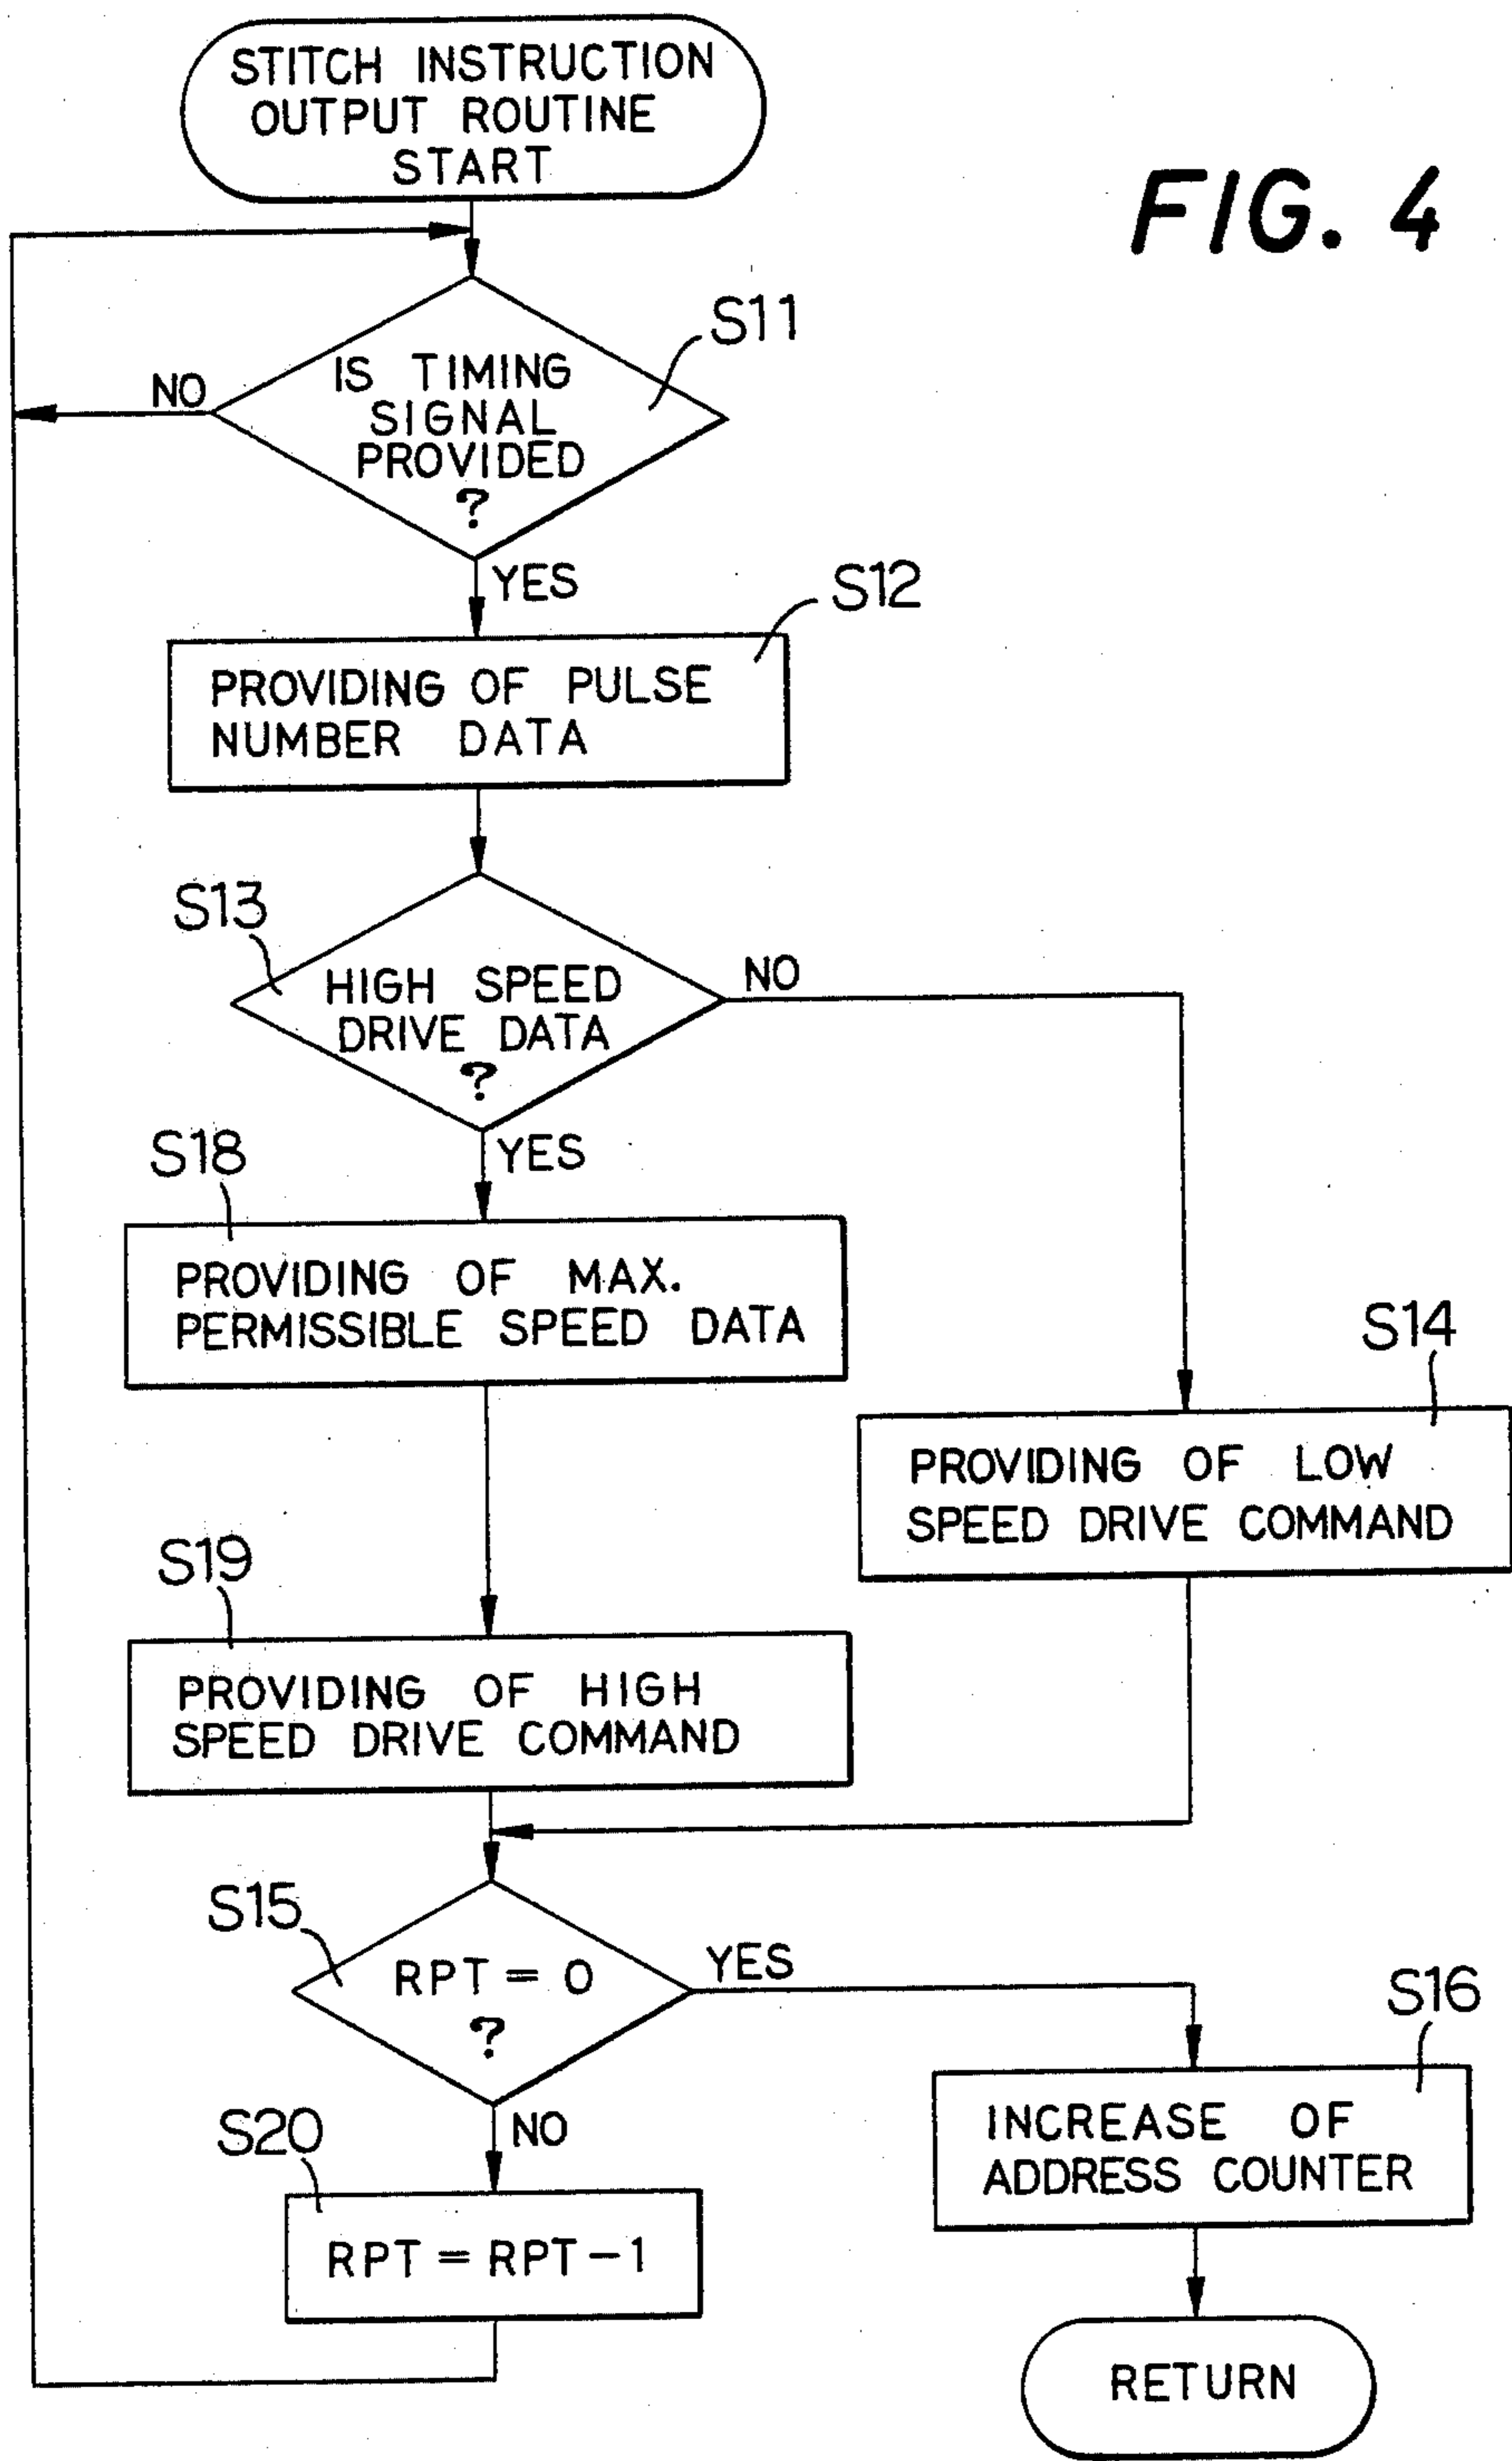 STITCH INSTRUCTION
OUTPUT ROUTINE
START
FIG. 4
S11
IS TIMING
SIGNAL
PROVIDED
?
NO
YES
S12
PROVIDING OF PULSE
NUMBER DATA
S13
HIGH SPEED
DRIVE DATA
?
NO
YES
S18
PROVIDING OF MAX.
PERMISSIBLE SPEED DATA
S14
PROVIDING OF LOW
SPEED DRIVE COMMAND
S19
PROVIDING OF HIGH
SPEED DRIVE COMMAND
S15
RPT = 0
?
YES
NO
S16
INCREASE OF
ADDRESS COUNTER
S20
RPT = RPT - 1
RETURN